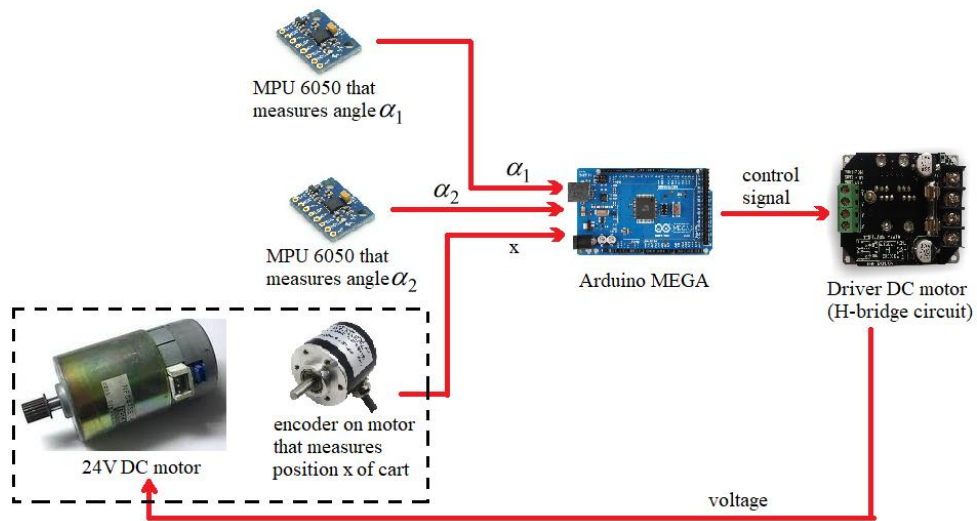 MPU 6050 that
measures angle α₁
α₁
MPU 6050 that
measures angle α₂
α₂
x
Arduino MEGA
control
signal
Driver DC motor
(H-bridge circuit)
24V DC motor
encoder on motor
that measures
position x of cart
voltage